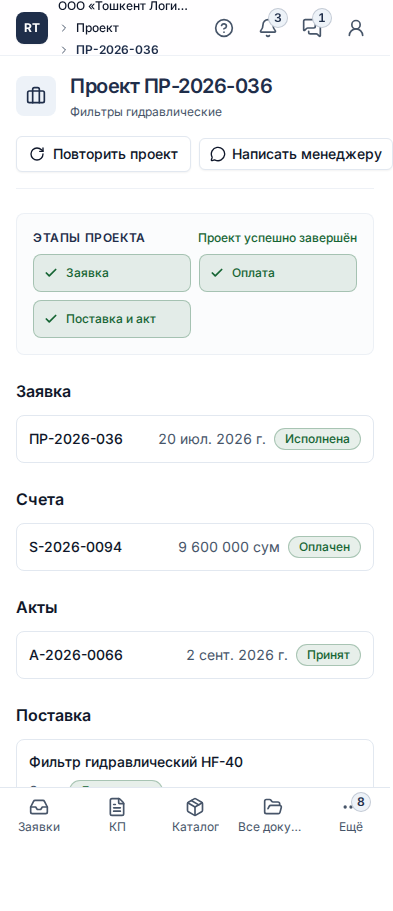 ООО «Тошкент Логи...
RT
Проект
ПР-2026-036
3
1
Проект ПР-2026-036
Фильтры гидравлические
Повторить проект
Написать менеджеру
ЭТАПЫ ПРОЕКТА
Проект успешно завершён
Заявка
Оплата
Поставка и акт
Заявка
ПР-2026-036 20 июл. 2026 г. Исполнена
Счета
S-2026-0094 9 600 000 сум Оплачен
Акты
A-2026-0066 2 сент. 2026 г. Принят
Поставка
Фильтр гидравлический HF-40
8
Заявки
КП
Каталог
Все доку...
Ещё